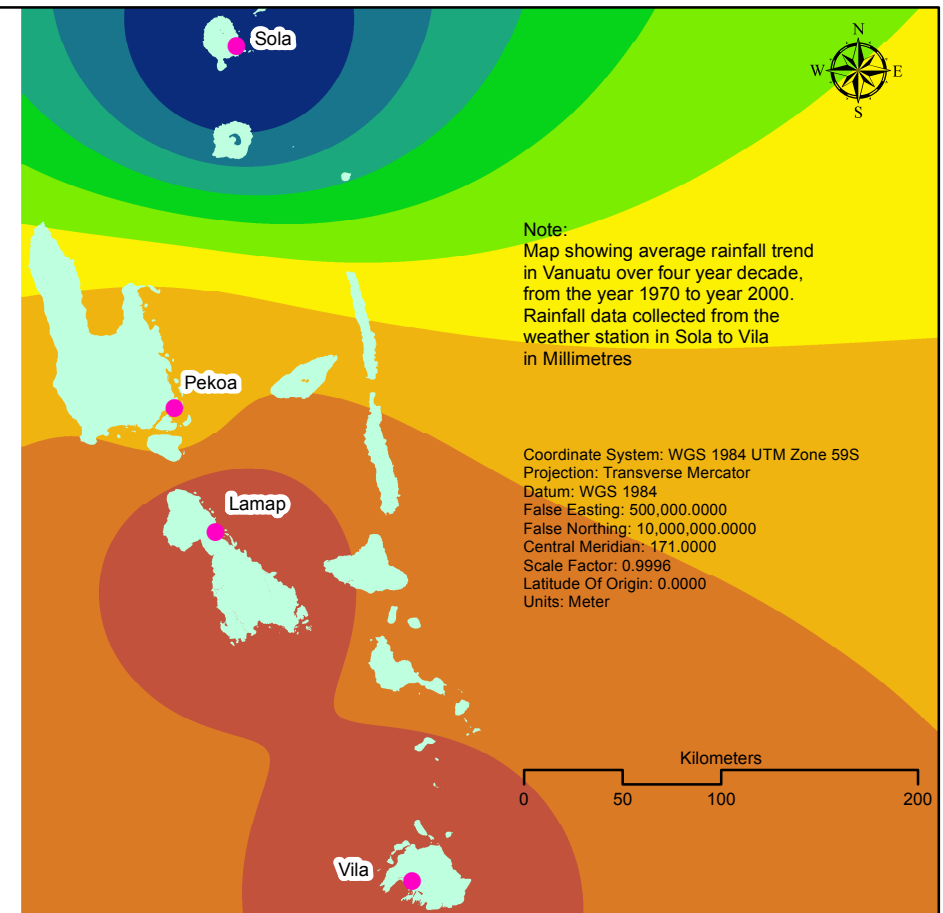 Sola
N
W E
S
Note:
Map showing average rainfall trend
in Vanuatu over four year decade,
from the year 1970 to year 2000.
Rainfall data collected from the
weather station in Sola to Vila
in Millimetres
Pekoa
Coordinate System: WGS 1984 UTM Zone 59S
Projection: Transverse Mercator
Datum: WGS 1984
False Easting: 500,000.0000
False Northing: 10,000,000.0000
Central Meridian: 171.0000
Scale Factor: 0.9996
Latitude Of Origin: 0.0000
Units: Meter
Lamap
Kilometers
0 50 100 200
Vila